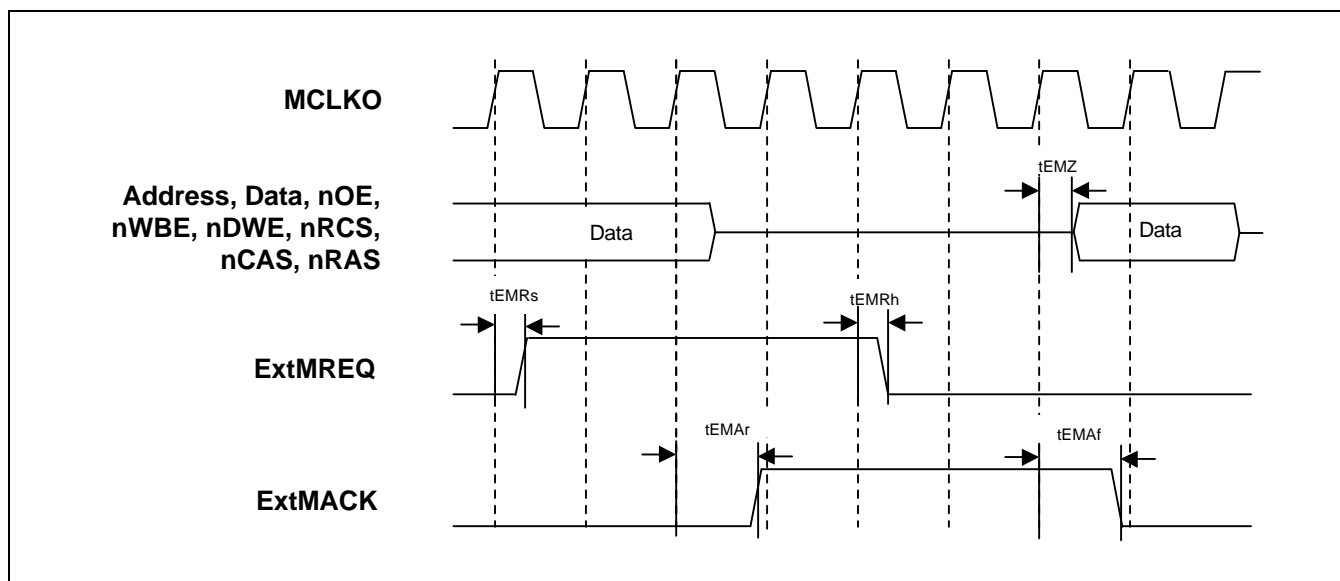 MCLKO
tEMZ
Address, Data, nOE,
nWBE, nDWE, nRCS,
nCAS, nRAS
Data
Data
tEMRs
tEMRh
ExtMREQ
tEMAr
tEMAf
ExtMACK